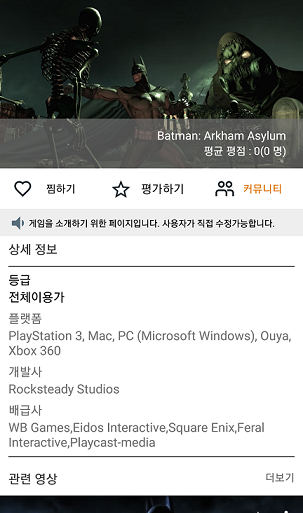 Batman: Arkham Asylum
평균 평점 : 0(0 명)
찜하기
평가하기
커뮤니티
게임을 소개하기 위한 페이지입니다. 사용자가 직접 수정가능합니다.
상세 정보
등급
전체이용가
플랫폼
PlayStation 3, Mac, PC (Microsoft Windows), Ouya,
Xbox 360
개발사
Rocksteady Studios
배급사
WB Games,Eidos Interactive,Square Enix,Feral
Interactive,Playcast-media
관련 영상
더보기